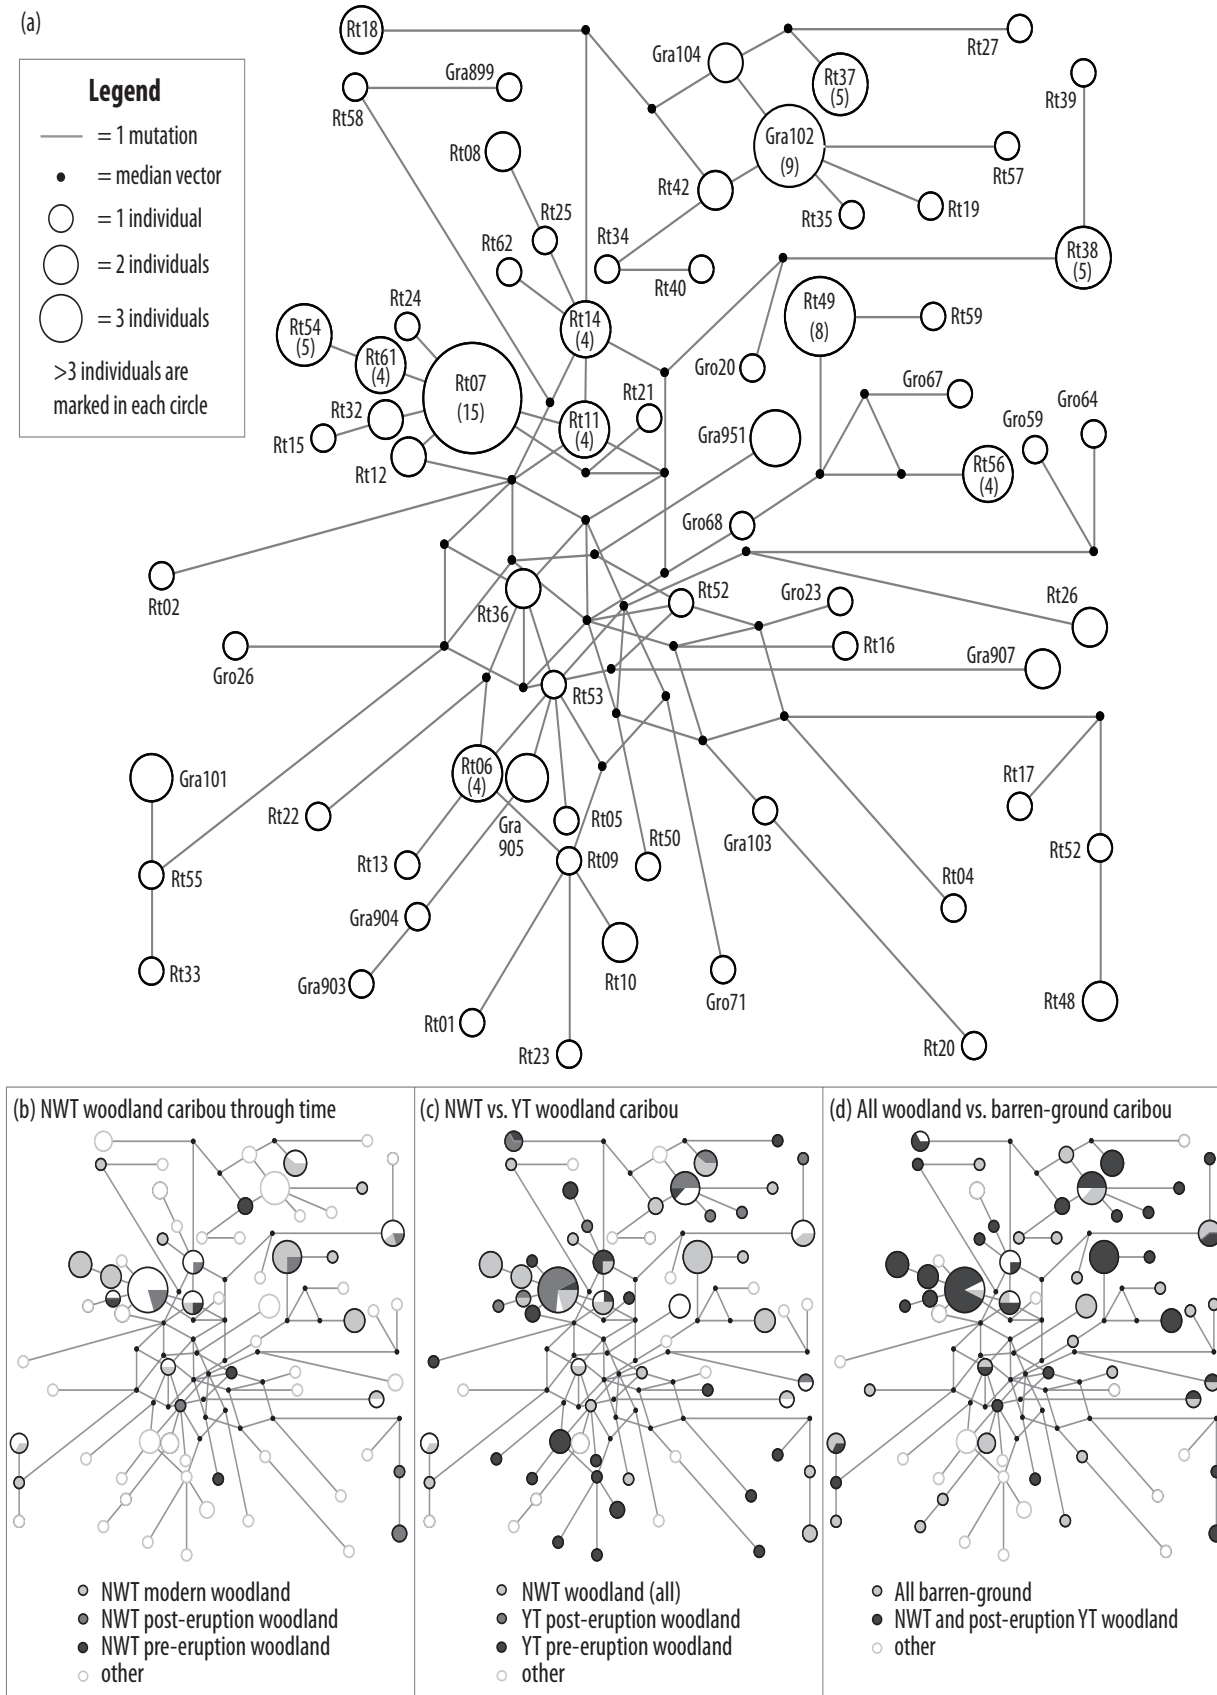 (a)
Legend
= 1 mutation
= median vector
= 1 individual
= 2 individuals
= 3 individuals
>3 individuals are
marked in each circle
Rt18
Rt27
Gra104
Rt37
(5)
Gra899
Rt58
Rt39
Gra102
(9)
Rt08
Rt57
Rt42
Rt35
Rt19
Rt25
Rt34
Rt62
Rt40
Rt38
(5)
Rt24
Rt54
(5)
Rt14
(4)
Rt49
(8)
Rt59
Rt61
(4)
Gro20
Rt07
(15)
Rt21
Gro67
Gro64
Rt32
Rt11
(4)
Gro59
Rt15
Gra951
Rt12
Rt56
(4)
Gro68
Rt02
Rt36
Rt52
Gro23
Rt26
Gro26
Rt16
Gra907
Rt53
Gra101
Rt06
(4)
Rt17
Rt22
Gra
905
Rt05
Rt50
Gra103
Rt52
Rt13
Rt09
Rt55
Rt04
Gra904
Rt33
Gra903
Rt10
Gro71
Rt48
Rt01
Rt23
Rt20
(b) NWT woodland caribou through time
NWT modern woodland
NWT post-eruption woodland
NWT pre-eruption woodland
other
(c) NWT vs. YT woodland caribou
NWT woodland (all)
YT post-eruption woodland
YT pre-eruption woodland
other
(d) All woodland vs. barren-ground caribou
All barren-ground
NWT and post-eruption YT woodland
other